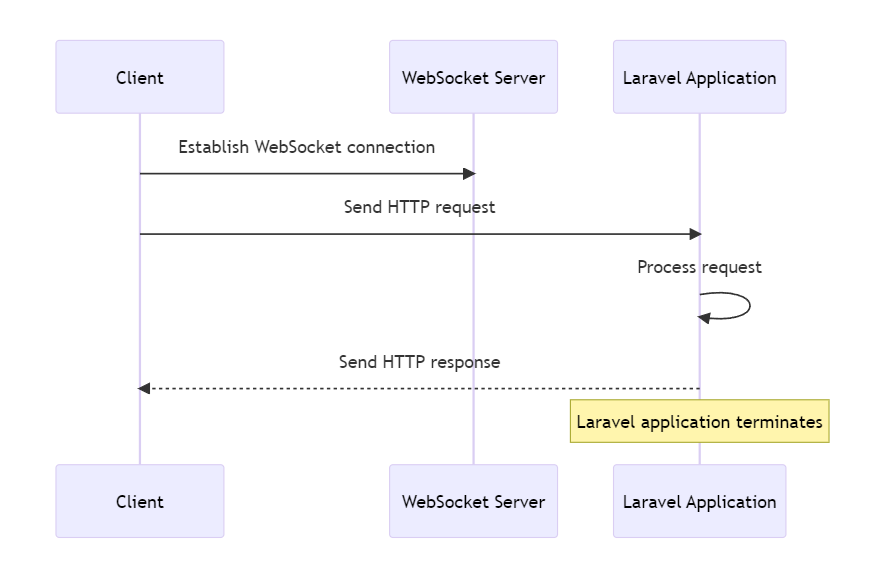 Client
WebSocket Server
Laravel Application
Establish WebSocket connection
Send HTTP request
Process request
Send HTTP response
Laravel application terminates
Client
WebSocket Server
Laravel Application